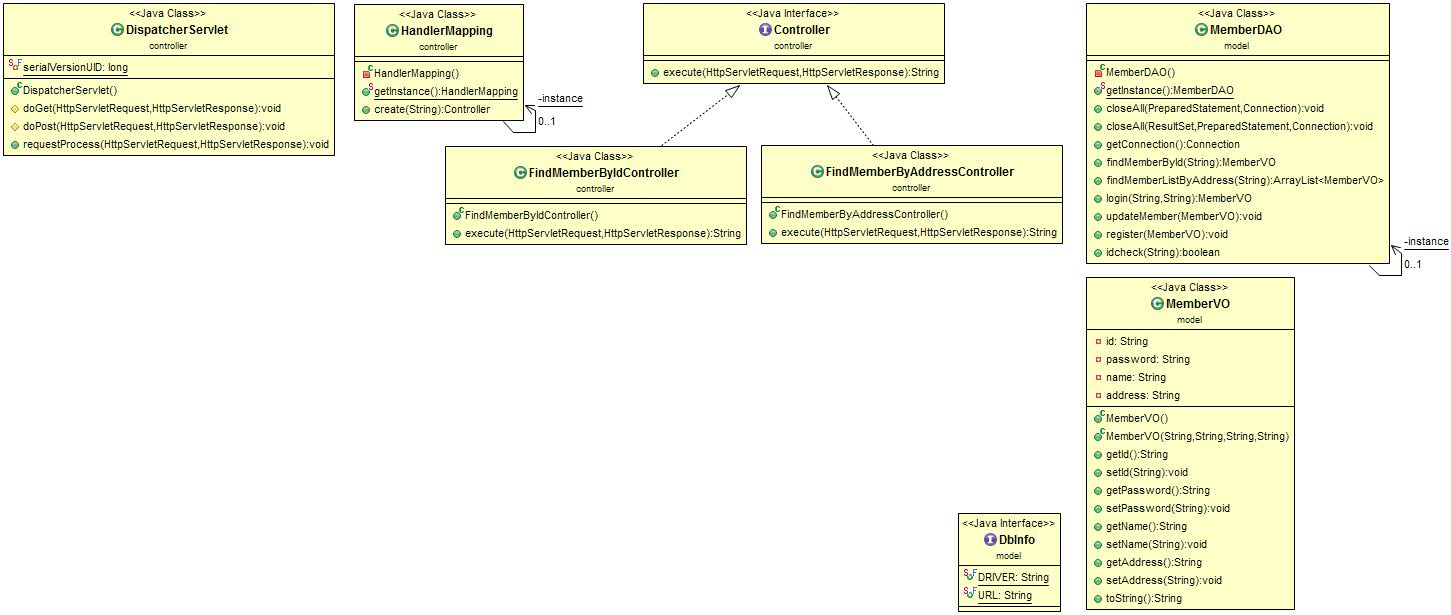 <<Java Class>>
DispatcherServlet
controller
serialVersionUID: long
DispatcherServlet()
doGet(HttpServletRequest,HttpServletResponse):void
doPost(HttpServletRequest,HttpServletResponse):void
requestProcess(HttpServletRequest,HttpServletResponse):void
<<Java Class>>
HandlerMapping
controller
HandlerMapping()
getInstance():HandlerMapping
create(String):Controller
-instance
0..1
<<Java Interface>>
Controller
controller
execute(HttpServletRequest,HttpServletResponse):String
<<Java Class>>
FindMemberByIdController
controller
FindMemberByIdController()
execute(HttpServletRequest,HttpServletResponse):String
<<Java Class>>
FindMemberByAddressController
controller
FindMemberByAddressController()
execute(HttpServletRequest,HttpServletResponse):String
<<Java Class>>
MemberDAO
model
MemberDAO()
getInstance():MemberDAO
closeAll(PreparedStatement,Connection):void
closeAll(ResultSet,PreparedStatement,Connection):void
getConnection():Connection
findMemberById(String):MemberVO
findMemberListByAddress(String):ArrayList<MemberVO>
login(String,String):MemberVO
updateMember(MemberVO):void
register(MemberVO):void
idcheck(String):boolean
-instance
0..1
<<Java Class>>
MemberVO
model
id: String
password: String
name: String
address: String
MemberVO()
MemberVO(String,String,String,String)
getId():String
setId(String):void
getPassword():String
setPassword(String):void
getName():String
setName(String):void
getAddress():String
setAddress(String):void
toString():String
<<Java Interface>>
DbInfo
model
DRIVER: String
URL: String